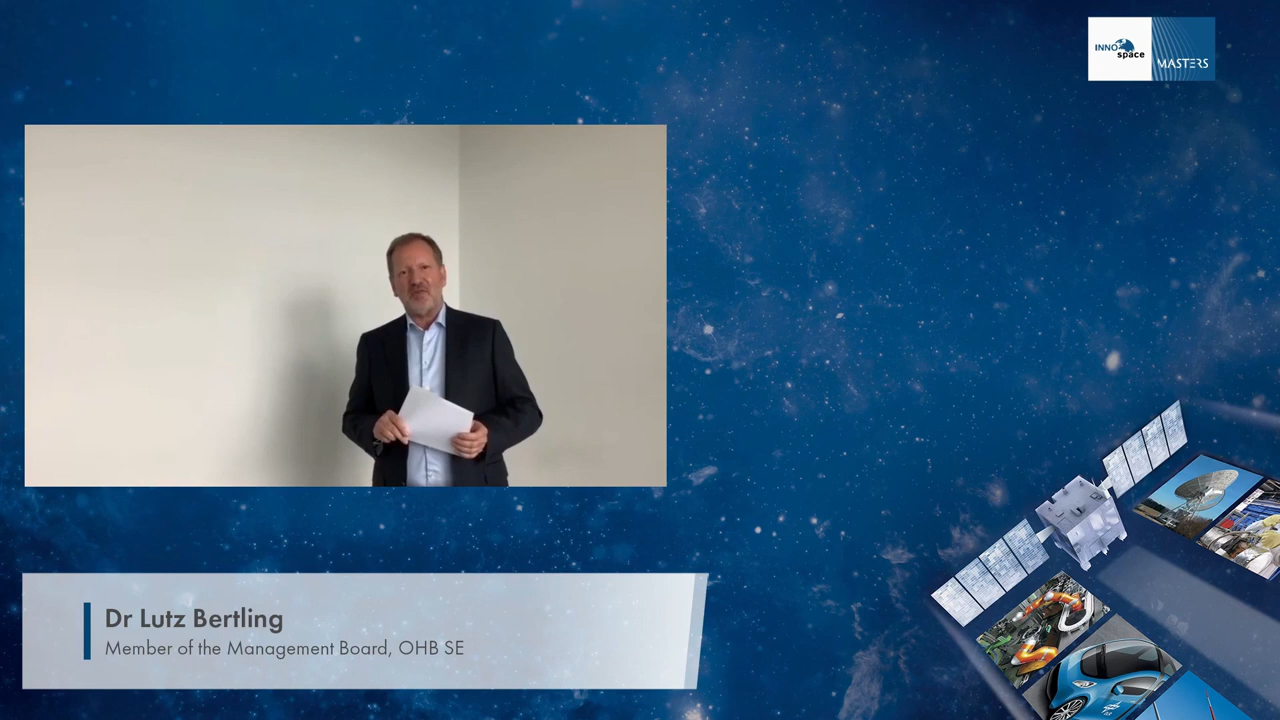 INNO
space
MASTERS
Dr Lutz Bertling
Member of the Management Board, OHB SE